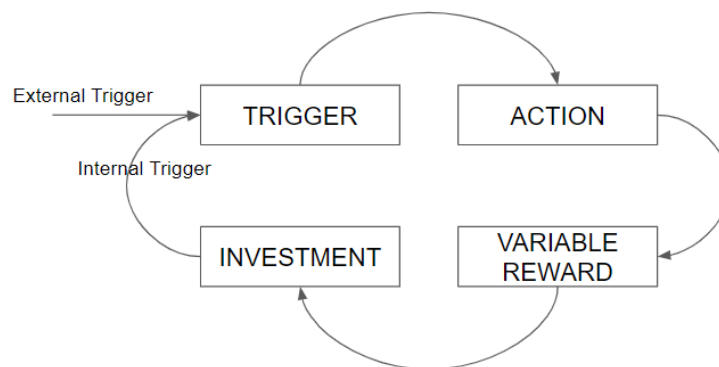 External Trigger
TRIGGER
ACTION
Internal Trigger
INVESTMENT
VARIABLE
REWARD